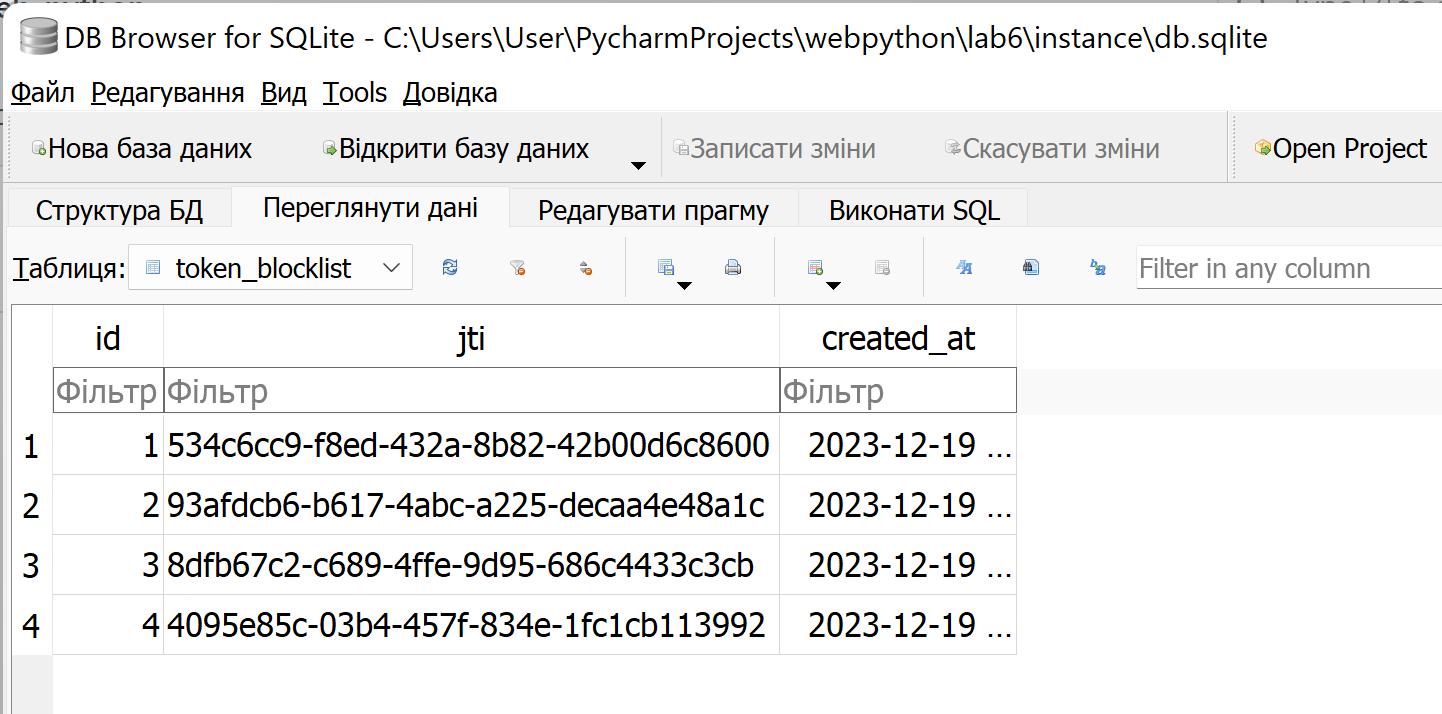 DB Browser for SQLite - C:\Users\User\PycharmProjects\webpython\lab6\instance\db.sqlite
Файл Редагування Вид Tools Довідка
Нова база даних Відкрити базу даних Записати зміни Скасувати зміни Open Project
Структура БД Переглянути дані Редагувати прагму Виконати SQL
Таблиця: token_blocklist Filter in any column
id jti created_at
Фільтр Фільтр Фільтр
1 1 534c6cc9-f8ed-432a-8b82-42b00d6c8600 2023-12-19 ...
2 2 93afdcb6-b617-4abc-a225-decaa4e48a1c 2023-12-19 ...
3 3 8dfb67c2-c689-4ffe-9d95-686c4433c3cb 2023-12-19 ...
4 4 4095e85c-03b4-457f-834e-1fc1cb113992 2023-12-19 ...